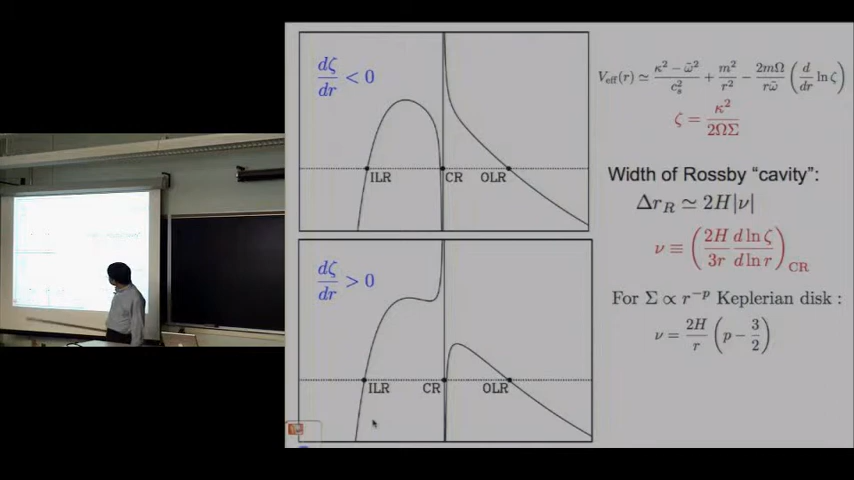 dζ/dr < 0
ILR CR OLR
dζ/dr > 0
ILR CR OLR
V_eff(r) ≃ (κ² − ω̃²)/c_s² + m²/r² − (2mΩ/rω̃)(d/dr ln ζ)
ζ = κ²/(2ΩΣ)
Width of Rossby “cavity”:
Δr_R ≃ 2H|ν|
ν ≡ (2H/3r d ln ζ/d ln r)_CR
For Σ ∝ r^−p Keplerian disk :
ν = 2H/r (p − 3/2)